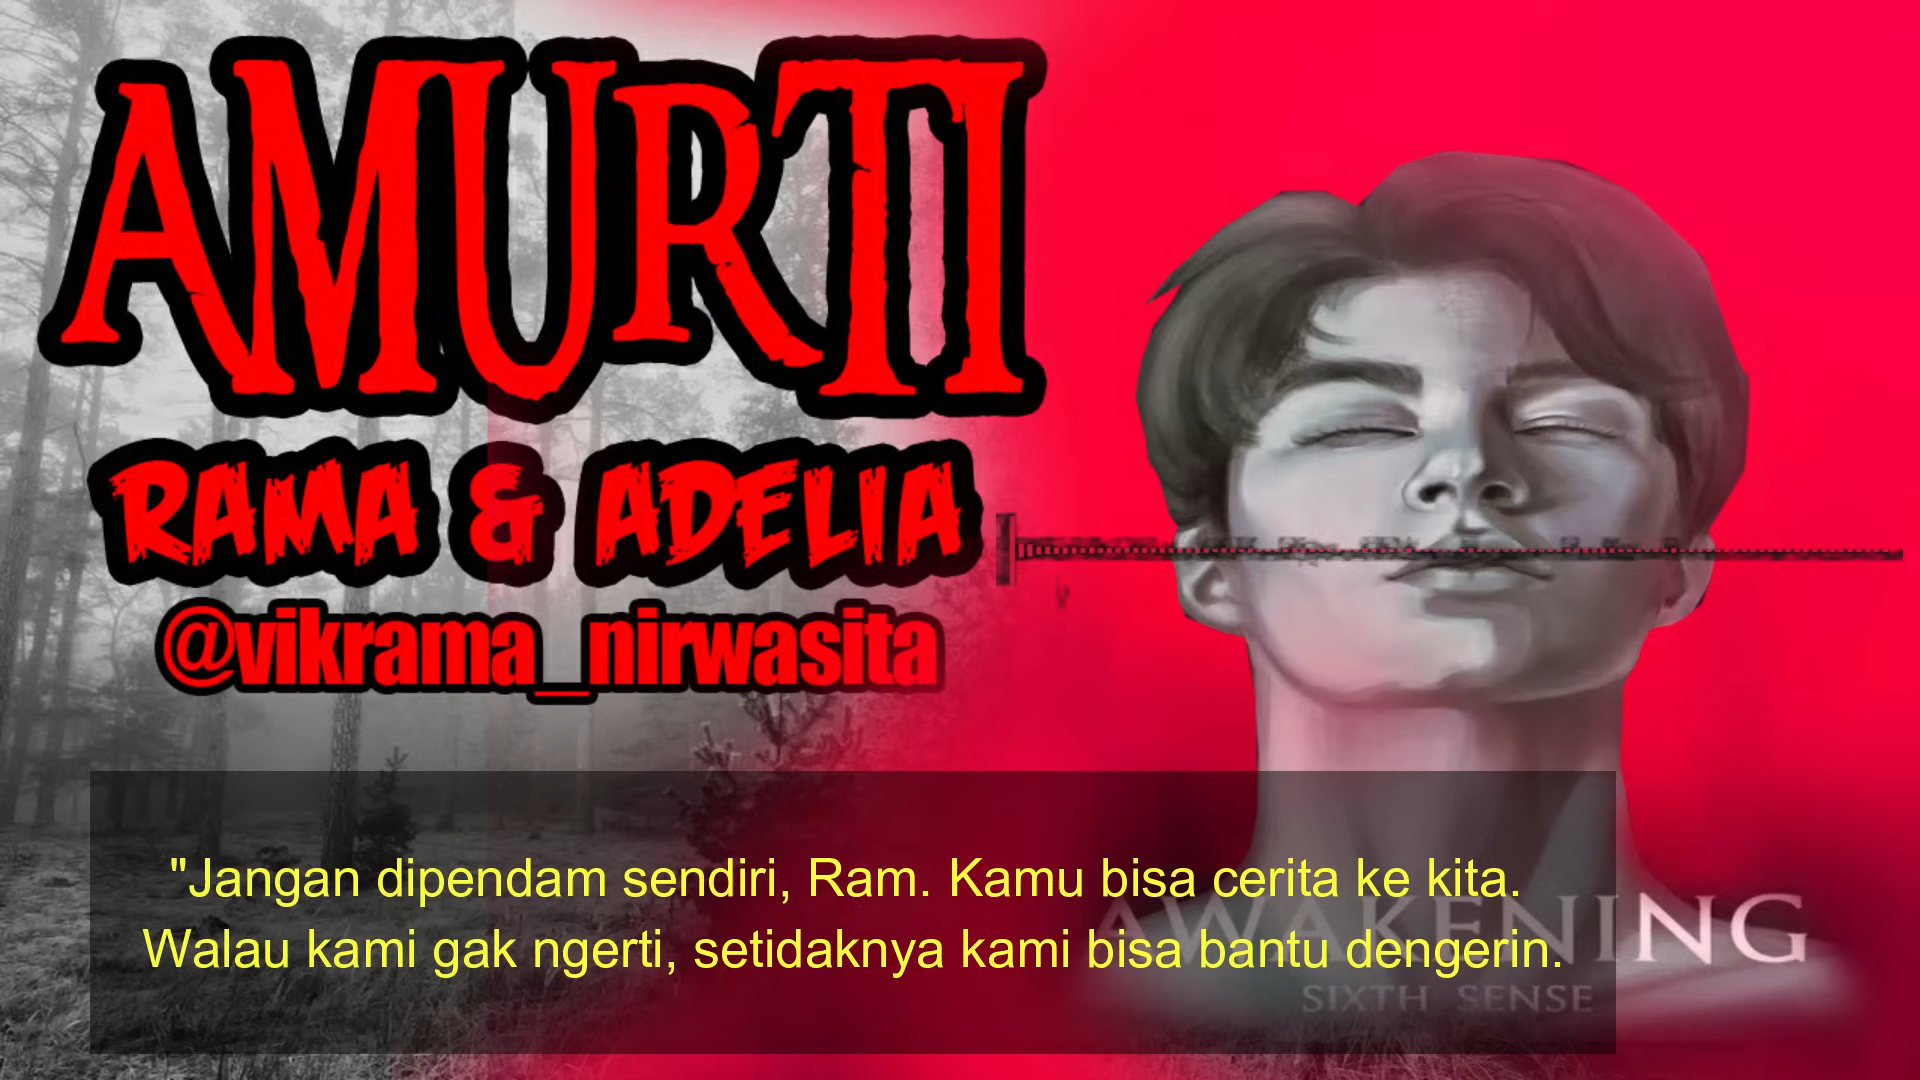 AMURTI
RAMA & ADELIA
@vikrama_nirwasita
"Jangan dipendam sendiri, Ram. Kamu bisa cerita ke kita.
Walau kami gak ngerti, setidaknya kami bisa bantu dengerin.
AWAKENING
SIXTH SENSE